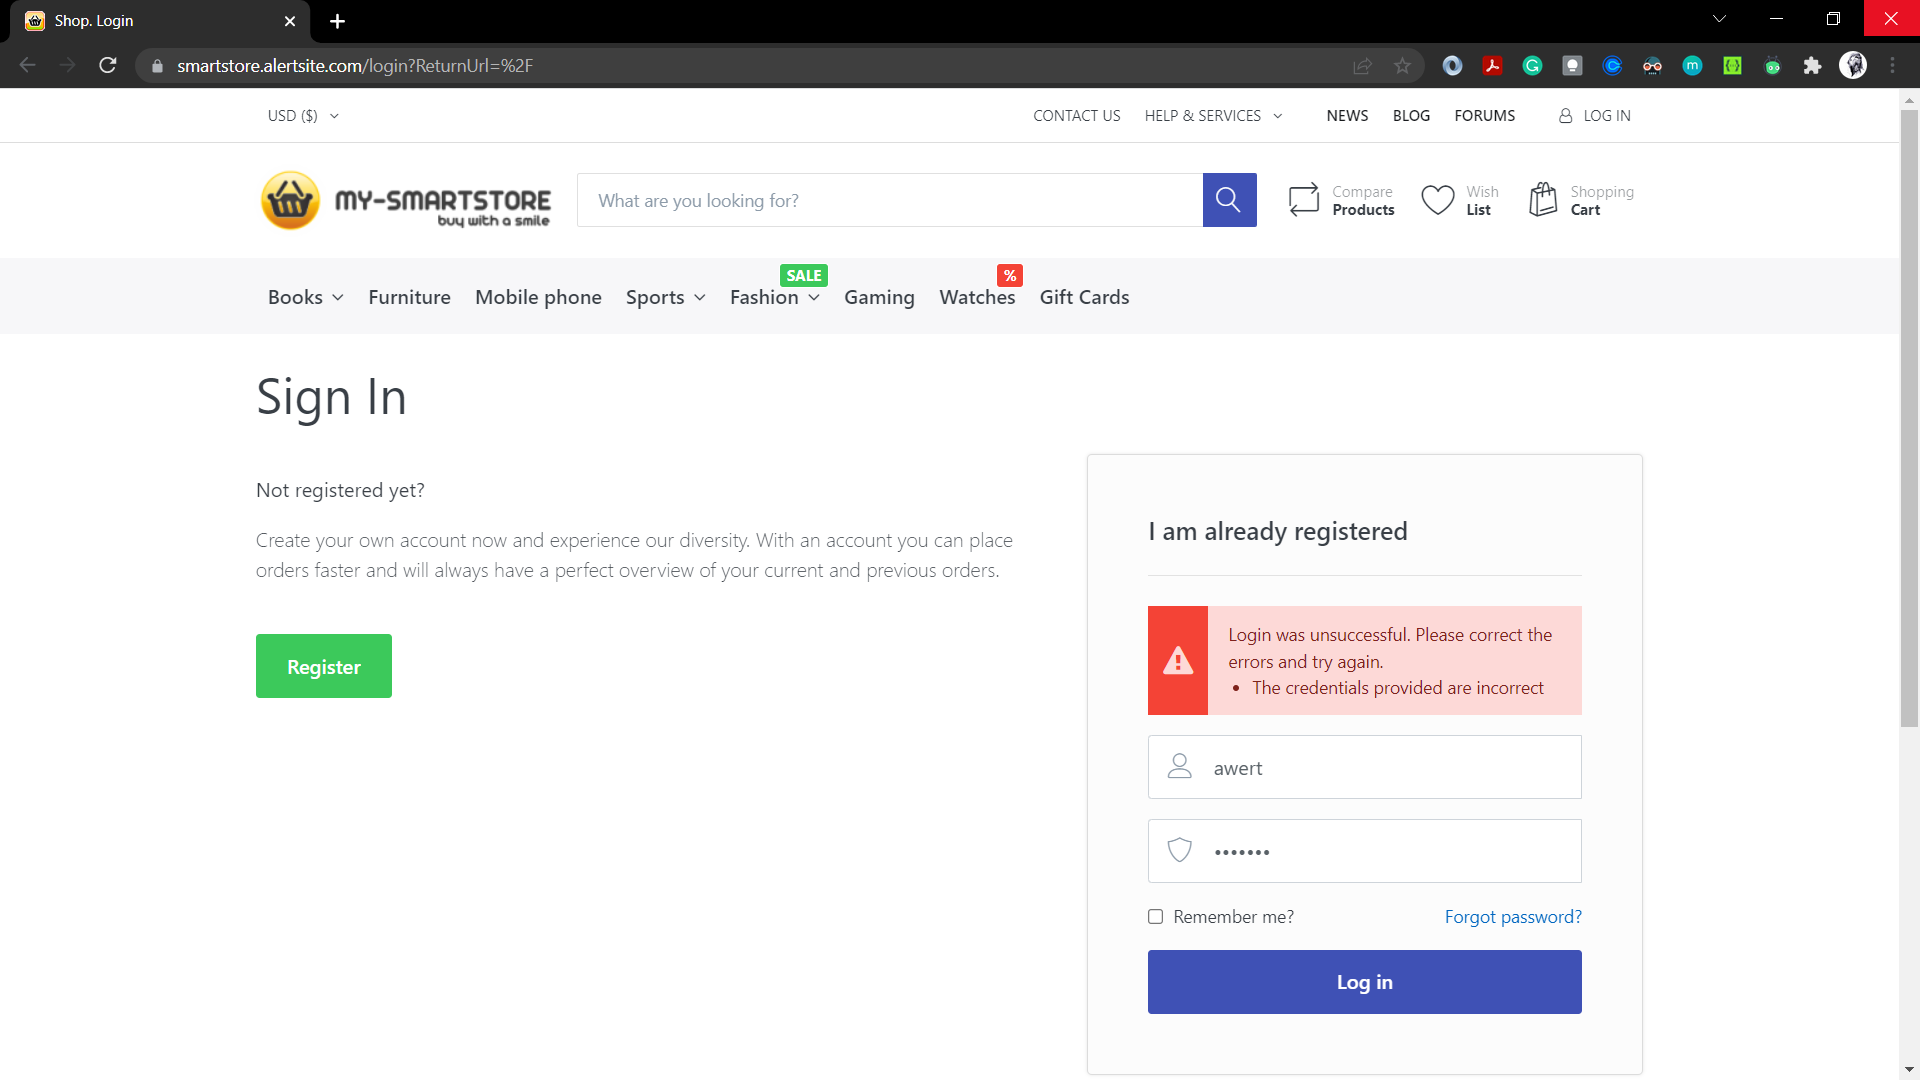 Shop. Login
smartstore.alertsite.com/login?ReturnUrl=%2F
USD ($)
CONTACT US
HELP & SERVICES
NEWS
BLOG
FORUMS
LOG IN
MY-SMARTSTORE
buy with a smile
What are you looking for?
Compare
Products
Wish
List
Shopping
Cart
SALE
%
Books
Furniture
Mobile phone
Sports
Fashion
Gaming
Watches
Gift Cards
Sign In
Not registered yet?
Create your own account now and experience our diversity. With an account you can place
orders faster and will always have a perfect overview of your current and previous orders.
Register
I am already registered
Login was unsuccessful. Please correct the
errors and try again.
• The credentials provided are incorrect
awert
•••••••
Remember me?
Forgot password?
Log in